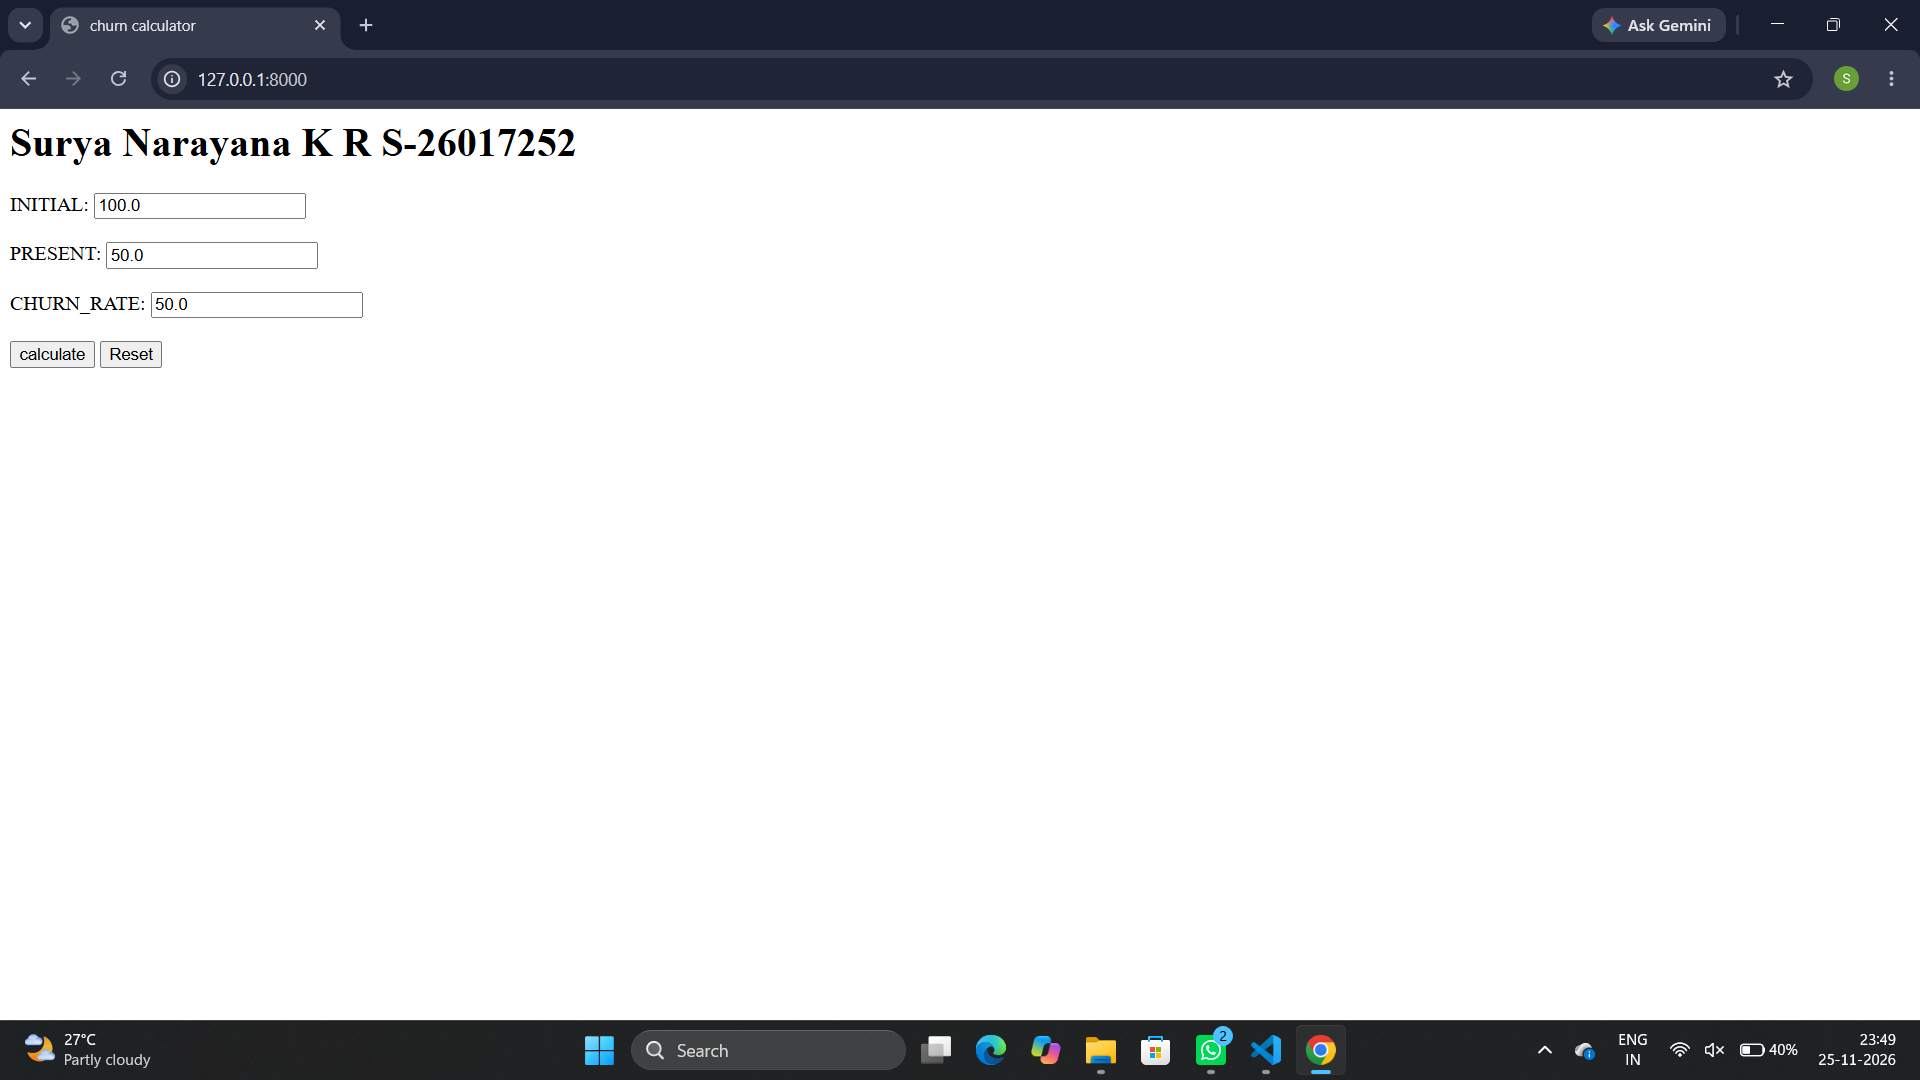 churn calculator
Ask Gemini
127.0.0.1:8000
S
Surya Narayana K R S-26017252
INITIAL: 100.0
PRESENT: 50.0
CHURN_RATE: 50.0
calculate Reset
27°C
Partly cloudy
Search
2
ENG
IN
40%
23:49
25-11-2026